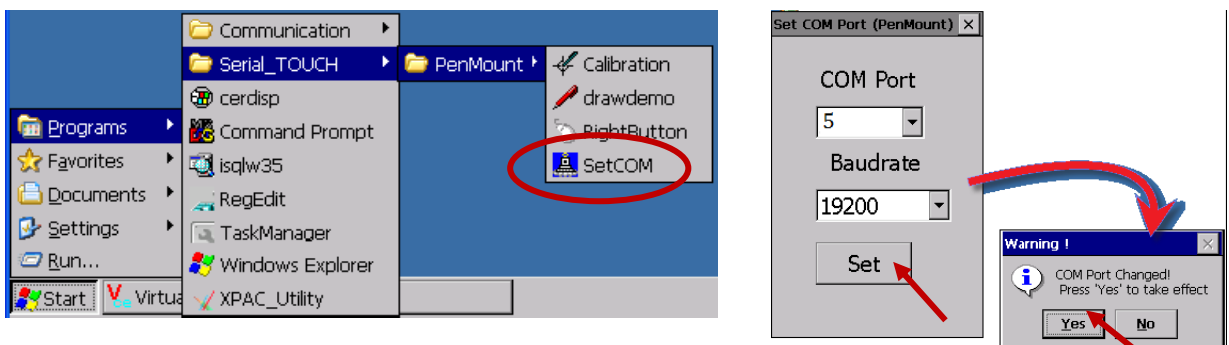 Communication
Serial_TOUCH
cerdisp
Command Prompt
isqlw35
RegEdit
TaskManager
Windows Explorer
XPAC_Utility
PenMount
Calibration
drawdemo
RightButton
SetCOM
Programs
Favorites
Documents
Settings
Run...
Start
Virtua
Set COM Port (PenMount)
COM Port
5
Baudrate
19200
Set
Warning !
COM Port Changed!
Press 'Yes' to take effect
Yes No